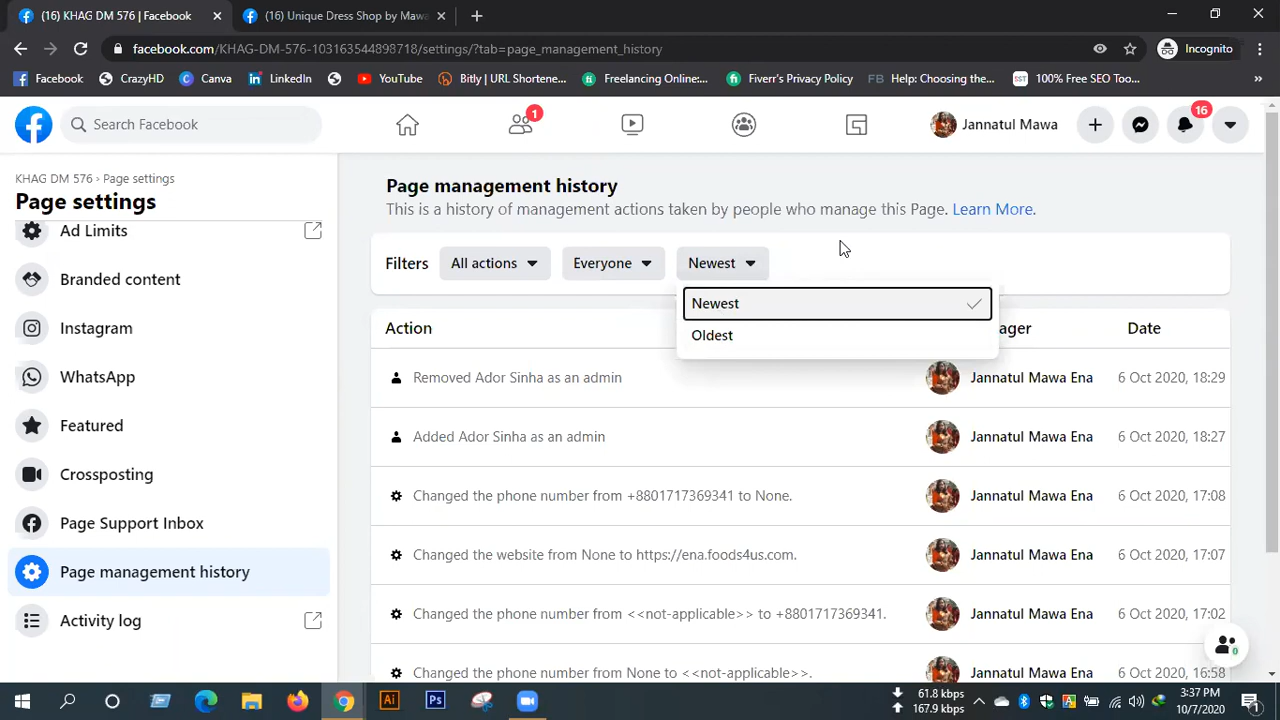 (16) KHAG DM 576 | Facebook
(16) Unique Dress Shop by Mawa
facebook.com/KHAG-DM-576-103163544898718/settings/?tab=page_management_history
Incognito
Facebook
CrazyHD
Canva
LinkedIn
YouTube
Bitly | URL Shortene...
Freelancing Online:...
Fiverr's Privacy Policy
FB Help: Choosing the...
SST 100% Free SEO Too...
»
Search Facebook
1
Jannatul Mawa
16
KHAG DM 576 › Page settings
Page settings
Ad Limits
Branded content
Instagram
WhatsApp
Featured
Crossposting
Page Support Inbox
Page management history
Activity log
Page management history
This is a history of management actions taken by people who manage this Page. Learn More.
Filters All actions Everyone Newest
Newest
Oldest
Action ager Date
Removed Ador Sinha as an admin Jannatul Mawa Ena 6 Oct 2020, 18:29
Added Ador Sinha as an admin Jannatul Mawa Ena 6 Oct 2020, 18:27
Changed the phone number from +8801717369341 to None. Jannatul Mawa Ena 6 Oct 2020, 17:08
Changed the website from None to https://ena.foods4us.com. Jannatul Mawa Ena 6 Oct 2020, 17:07
Changed the phone number from <<not-applicable>> to +8801717369341. Jannatul Mawa Ena 6 Oct 2020, 17:02
Changed the phone number from None to <<not-applicable>>. Jannatul Mawa Ena 6 Oct 2020, 16:58
0
Ai
Ps
61.8 kbps
167.9 kbps
3:37 PM
10/7/2020
1